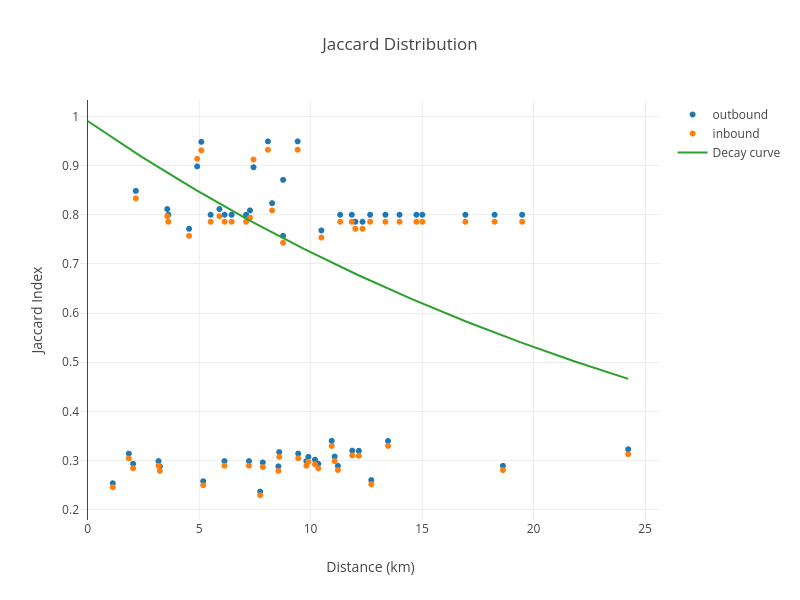 Jaccard Distribution
outbound
inbound
Decay curve
Jaccard Index
1
0.9
0.8
0.7
0.6
0.5
0.4
0.3
0.2
0 5 10 15 20 25
Distance (km)